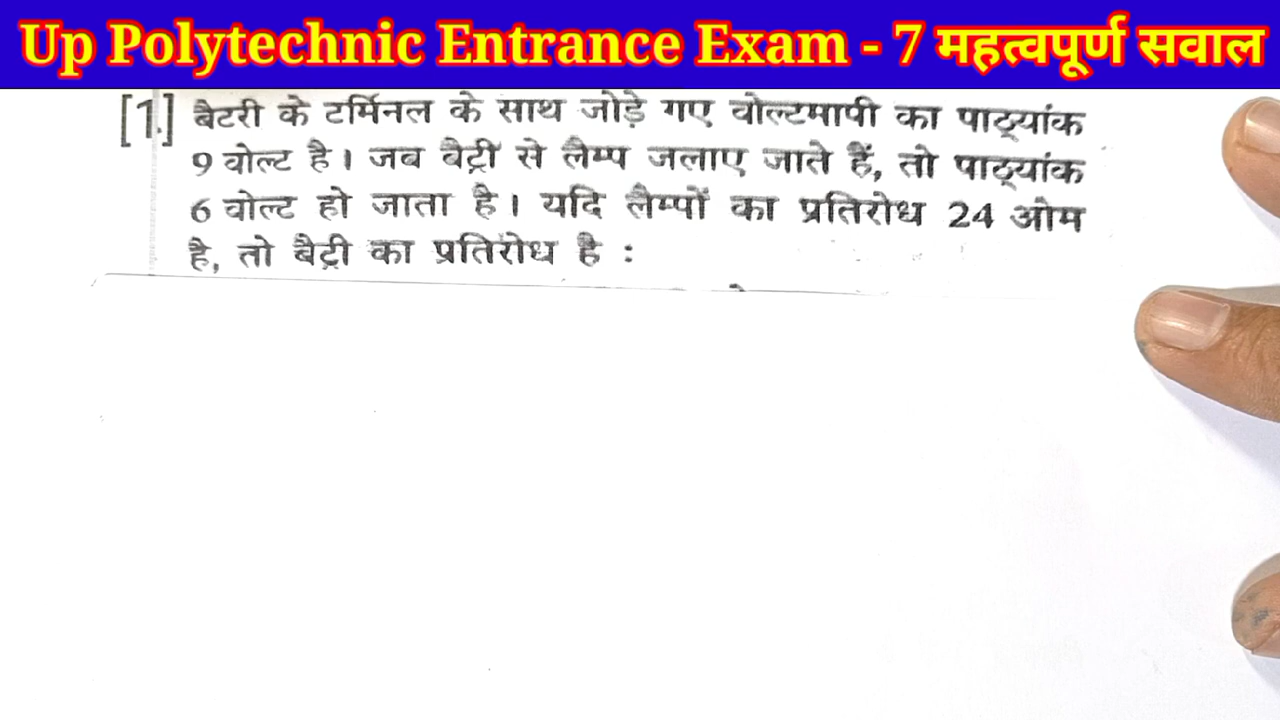 Up Polytechnic Entrance Exam - 7 महत्वपूर्ण सवाल
[1.] बैटरी के टर्मिनल के साथ जोड़े गए वोल्टमापी का पाठ्यांक
9 वोल्ट है। जब बैट्री से लैम्प जलाए जाते हैं, तो पाठ्यांक
6 वोल्ट हो जाता है। यदि लैम्पों का प्रतिरोध 24 ओम
है, तो बैट्री का प्रतिरोध है :